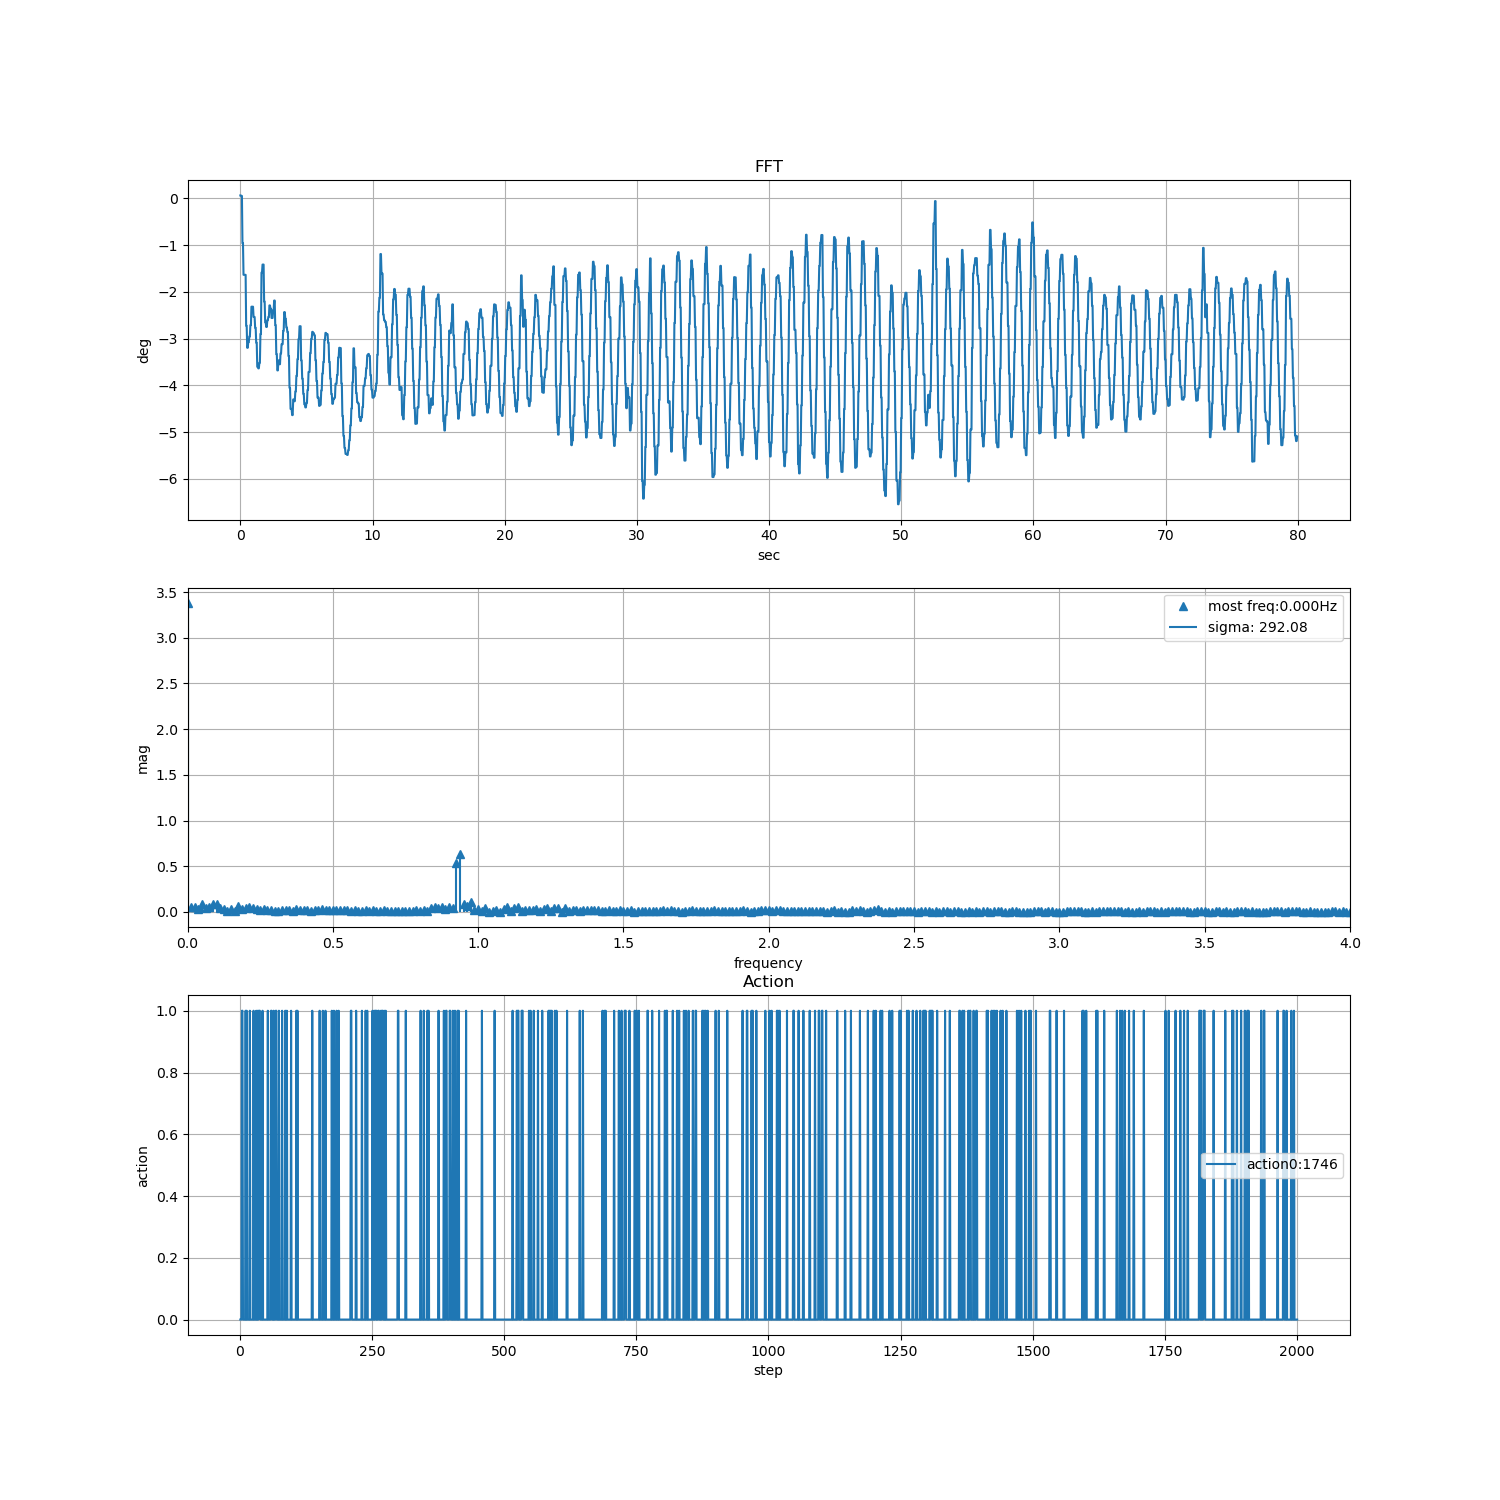 FFT
0
−1
−2
−3
−4
−5
−6
deg
0 10 20 30 40 50 60 70 80
sec
3.5
3.0
2.5
2.0
1.5
1.0
0.5
0.0
mag
most freq:0.000Hz
sigma: 292.08
0.0 0.5 1.0 1.5 2.0 2.5 3.0 3.5 4.0
frequency
Action
1.0
0.8
0.6
0.4
0.2
0.0
action
action0:1746
0 250 500 750 1000 1250 1500 1750 2000
step